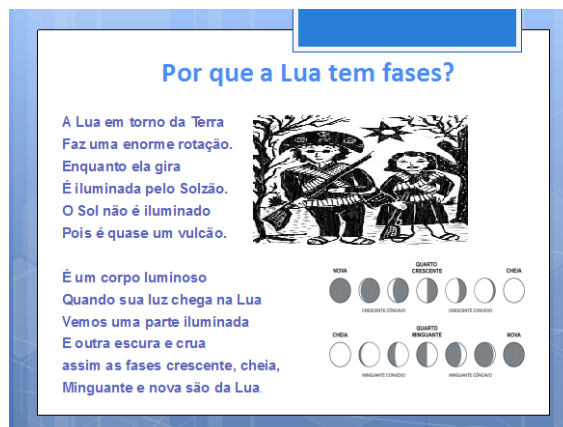 Por que a Lua tem fases?
A Lua em torno da Terra
Faz uma enorme rotação.
Enquanto ela gira
É iluminada pelo Solzão.
O Sol não é iluminado
Pois é quase um vulcão.
É um corpo luminoso
Quando sua luz chega na Lua
Vemos uma parte iluminada
E outra escura e crua
assim as fases crescente, cheia,
Minguante e nova são da Lua.
NOVA
QUARTO
CRESCENTE
CHEIA
CRESCENTE CÔNCAVO
CRESCENTE CONVEXO
CHEIA
QUARTO
MINGUANTE
NOVA
MINGUANTE CONVEXO
MINGUANTE CÔNCAVO